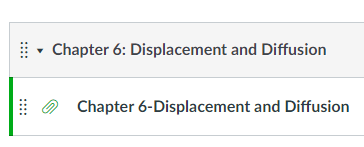 Chapter 6: Displacement and Diffusion
Chapter 6-Displacement and Diffusion